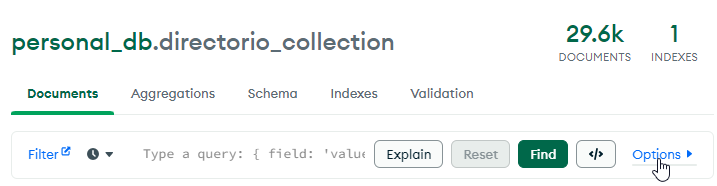 personal_db.directorio_collection
29.6k
DOCUMENTS
1
INDEXES
Documents Aggregations Schema Indexes Validation
Filter Type a query: { field: 'value Explain Reset Find </> Options